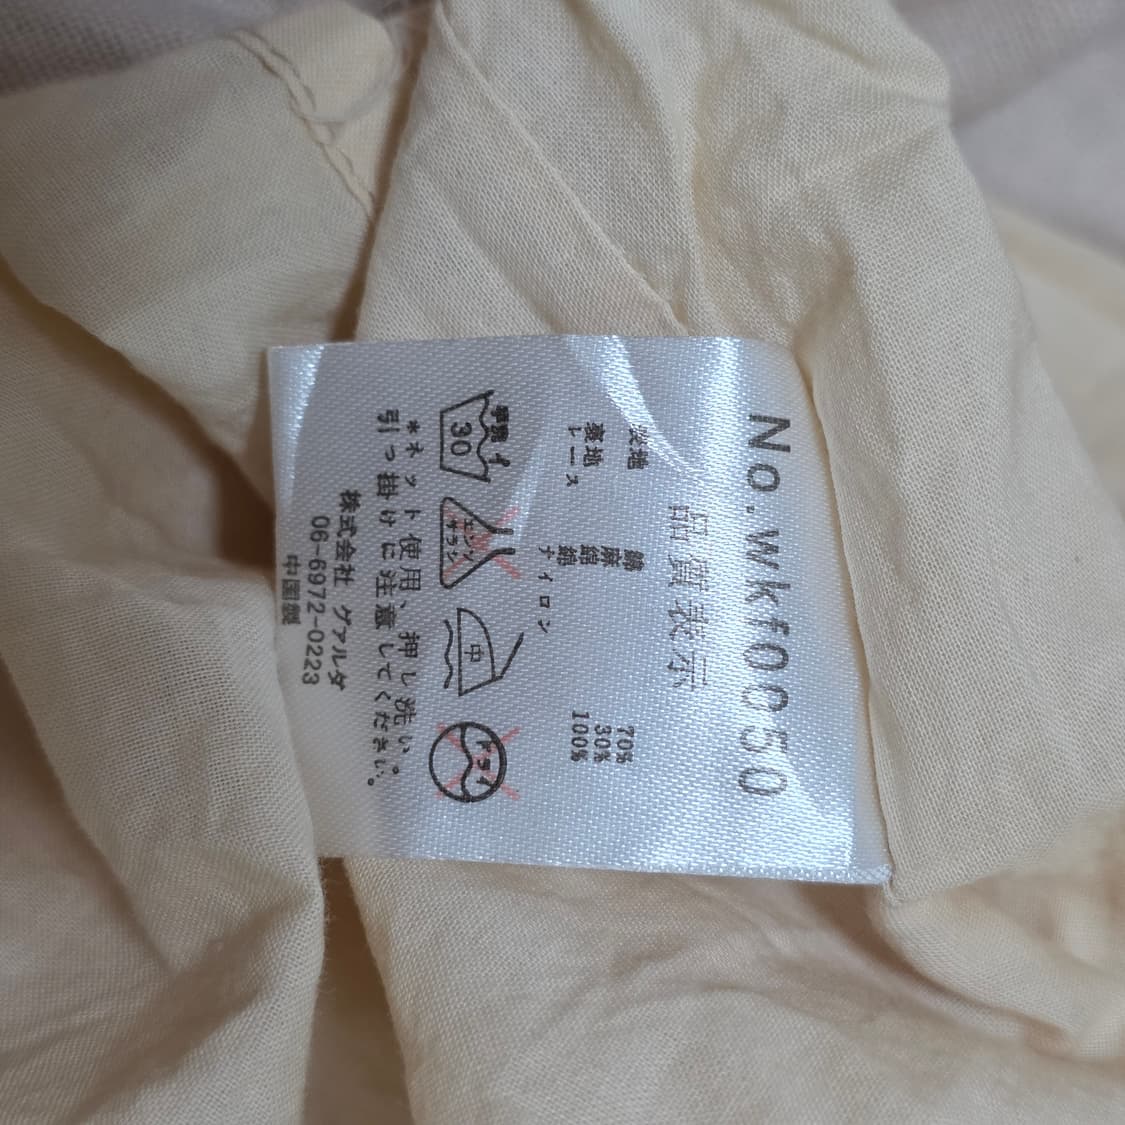 No.wkf0050
品質表示
表地 綿 70%
麻 30%
裏地 綿 100%
レース 綿
ナイロン
手洗イ
30
エンソサラシ
中
ドライ
*ネット使用、押し洗い。
引っ掛けに注意してください。
株式会社 ヴァルダ
06-6972-0223
中国製